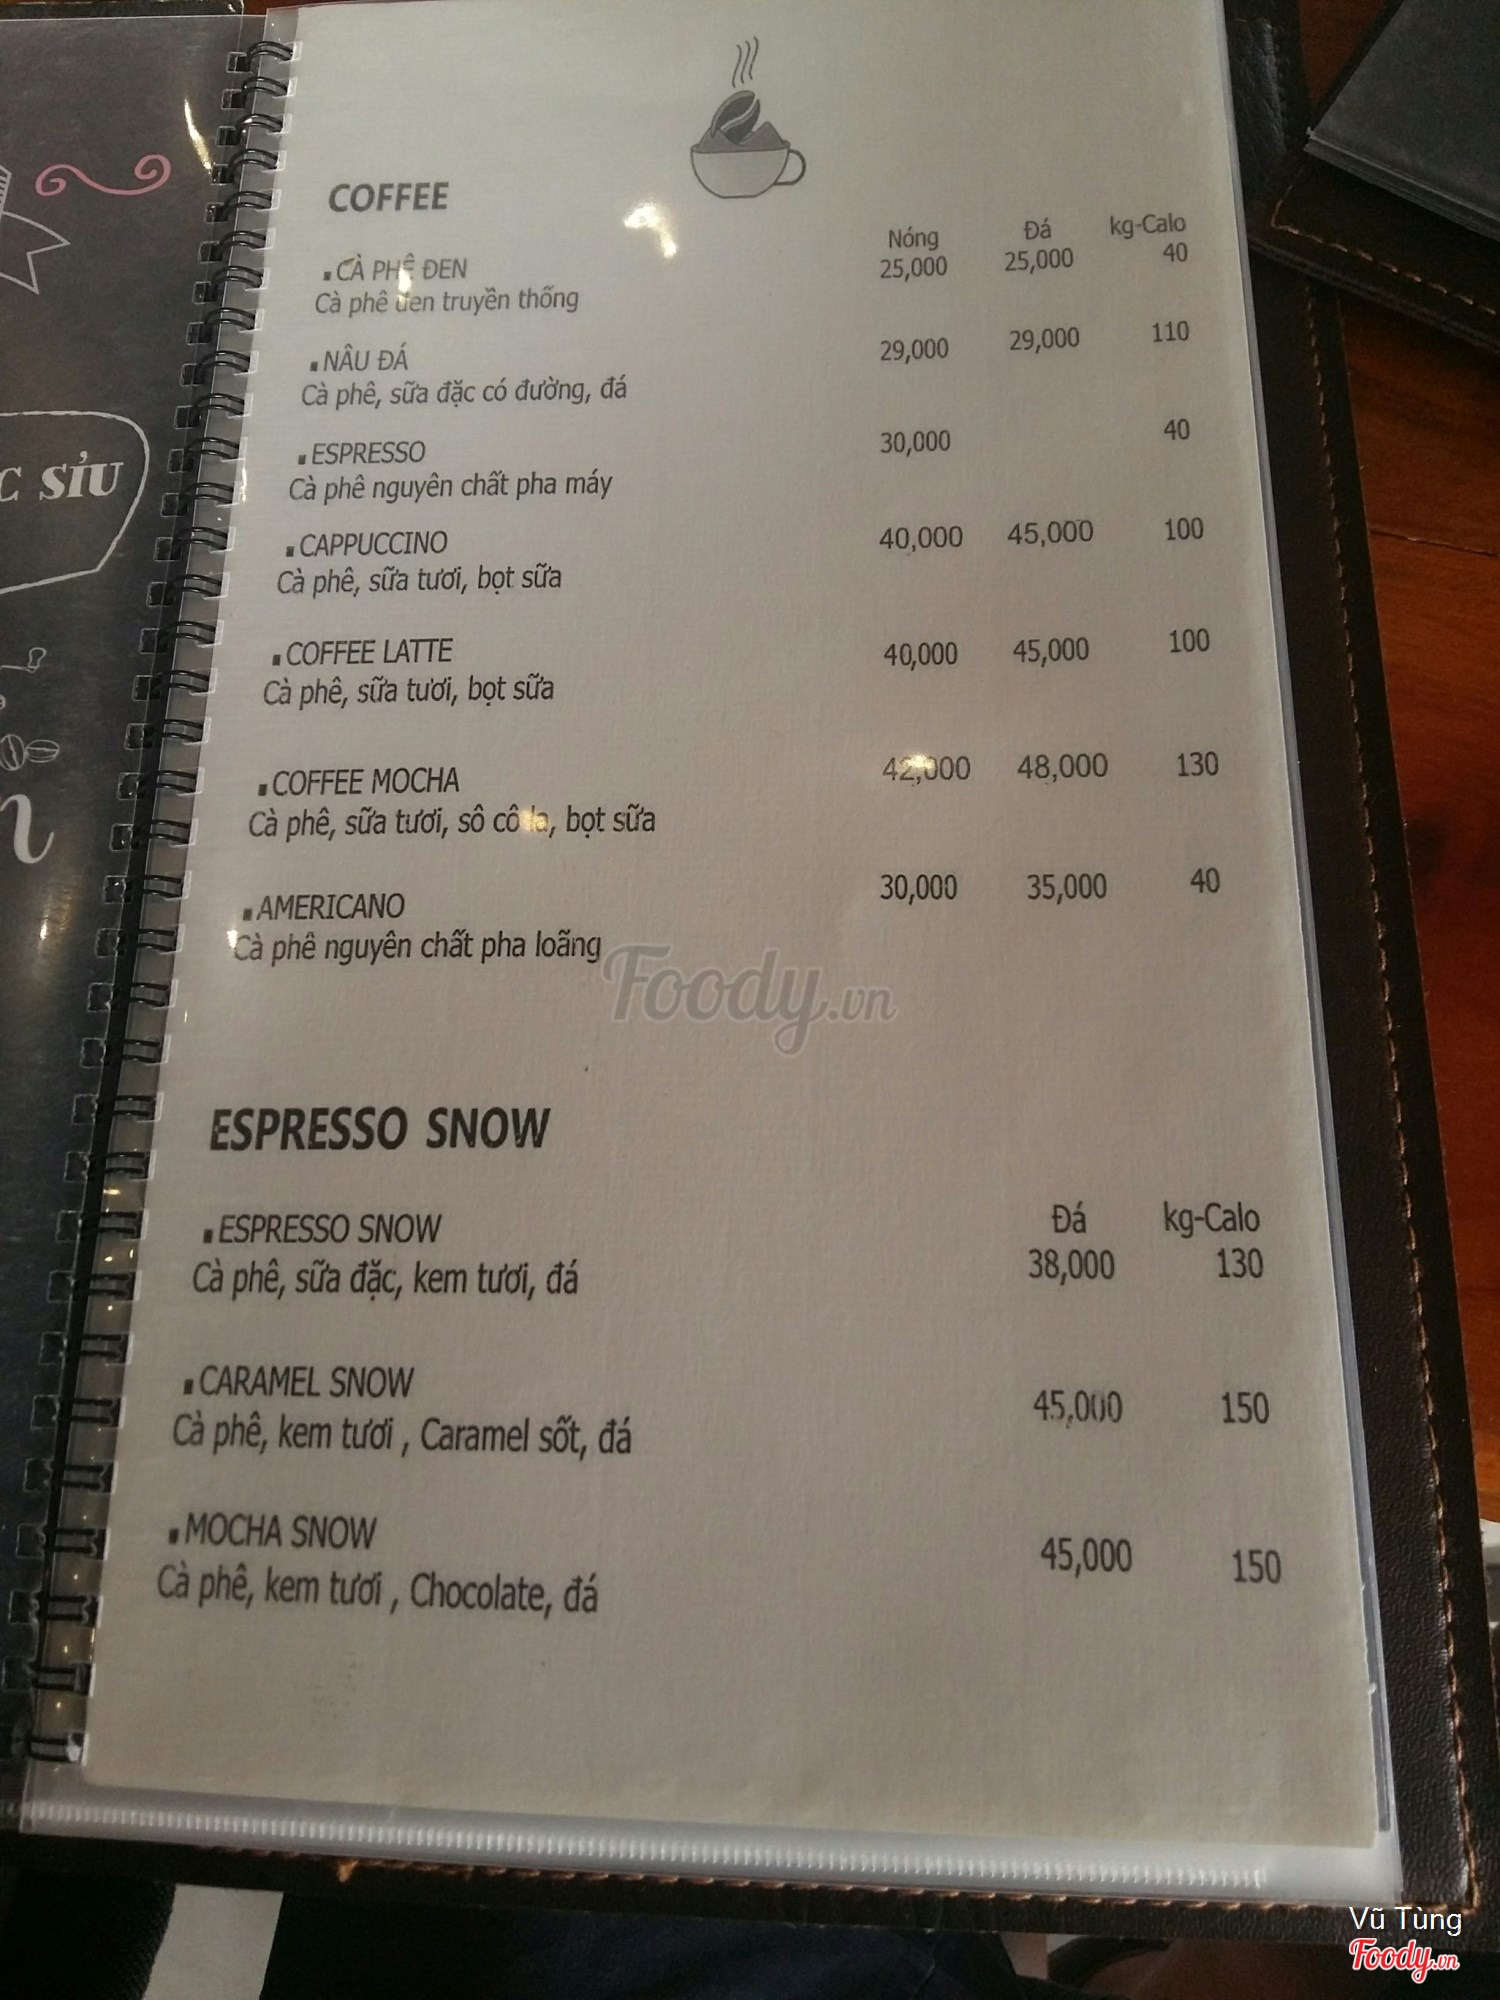 C SỈU
n
COFFEE
Nóng Đá kg-Calo
CÀ PHÊ ĐEN 25,000 25,000 40
Cà phê đen truyền thống
NÂU ĐÁ 29,000 29,000 110
Cà phê, sữa đặc có đường, đá
ESPRESSO 30,000 40
Cà phê nguyên chất pha máy
CAPPUCCINO 40,000 45,000 100
Cà phê, sữa tươi, bọt sữa
COFFEE LATTE 40,000 45,000 100
Cà phê, sữa tươi, bọt sữa
COFFEE MOCHA 42,000 48,000 130
Cà phê, sữa tươi, sô cô la, bọt sữa
AMERICANO 30,000 35,000 40
Cà phê nguyên chất pha loãng
Foody.vn
ESPRESSO SNOW
Đá kg-Calo
ESPRESSO SNOW 38,000 130
Cà phê, sữa đặc, kem tươi, đá
CARAMEL SNOW 45,000 150
Cà phê, kem tươi , Caramel sốt, đá
MOCHA SNOW 45,000 150
Cà phê, kem tươi , Chocolate, đá
Vũ Tùng
Foody.vn